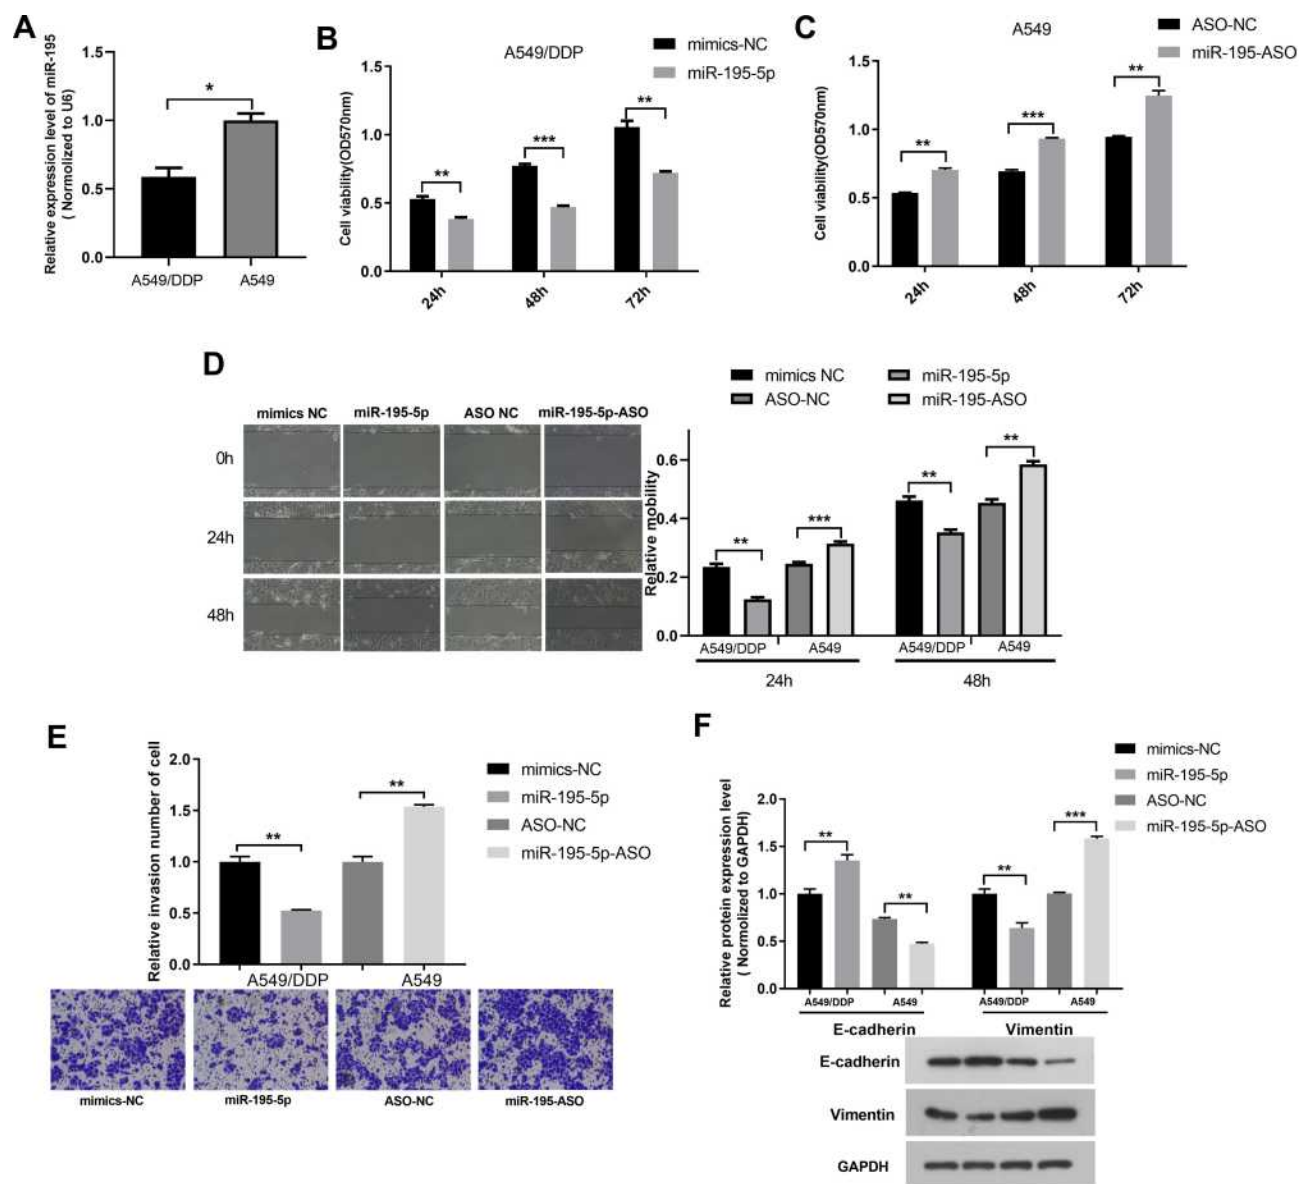 A
Relative expression level of miR-195
( Normalized to U6)
1.5
1.0
0.5
0.0
*
A549/DDP
A549
B
A549/DDP
mimics-NC
miR-195-5p
Cell viability(OD570nm)
1.5
1.0
0.5
0.0
**
***
**
24h
48h
72h
C
A549
ASO-NC
miR-195-ASO
Cell viability(OD570nm)
1.5
1.0
0.5
0.0
**
***
**
24h
48h
72h
D
mimics NC
miR-195-5p
ASO NC
miR-195-5p-ASO
0h
24h
48h
mimics NC
miR-195-5p
ASO-NC
miR-195-ASO
Relative mobility
0.6
0.4
0.2
0.0
**
***
**
**
A549/DDP
A549
A549/DDP
A549
24h
48h
E
Relative invasion number of cell
2.0
1.5
1.0
0.5
0.0
**
**
A549/DDP
A549
mimics-NC
miR-195-5p
ASO-NC
miR-195-5p-ASO
mimics-NC
miR-195-5p
ASO-NC
miR-195-ASO
F
mimics-NC
miR-195-5p
ASO-NC
miR-195-5p-ASO
Relative protein expression level
( Normolized to GAPDH)
2.0
1.5
1.0
0.5
0.0
**
**
**
***
A549/DDP
A549
A549/DDP
A549
E-cadherin
Vimentin
E-cadherin
Vimentin
GAPDH